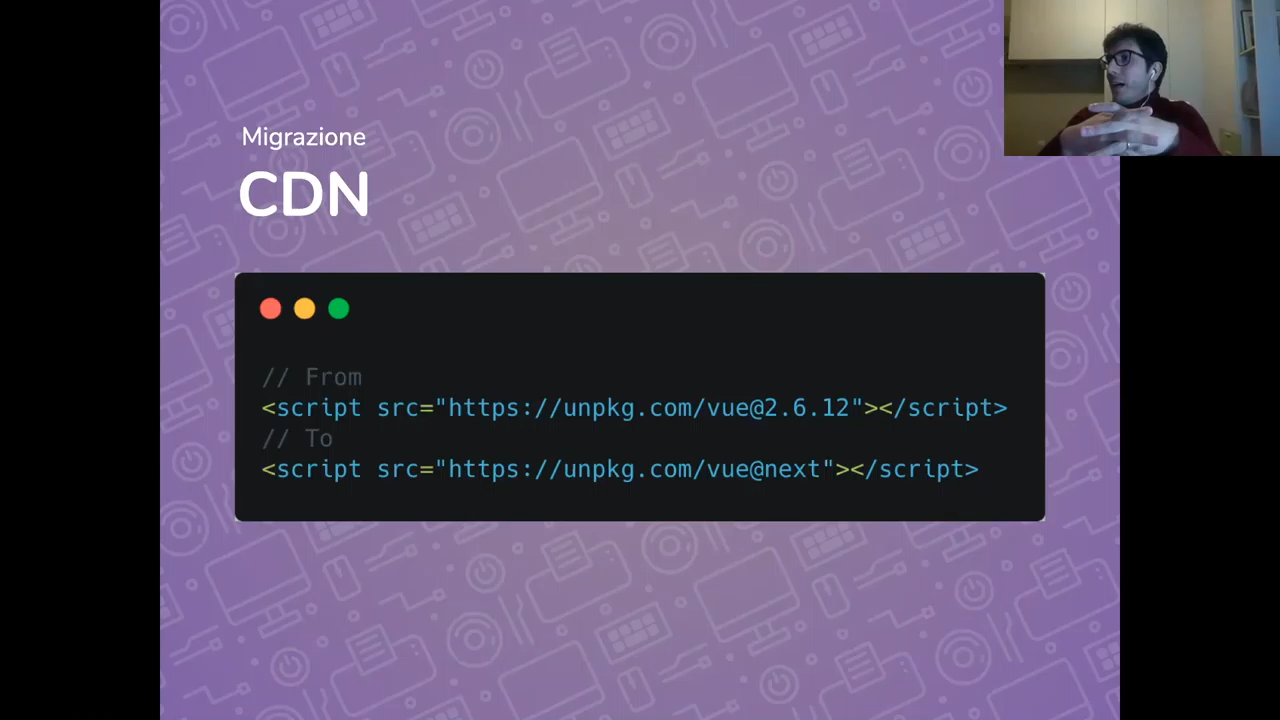 Migrazione
CDN
// From
<script src="https://unpkg.com/vue@2.6.12"></script>
// To
<script src="https://unpkg.com/vue@next"></script>